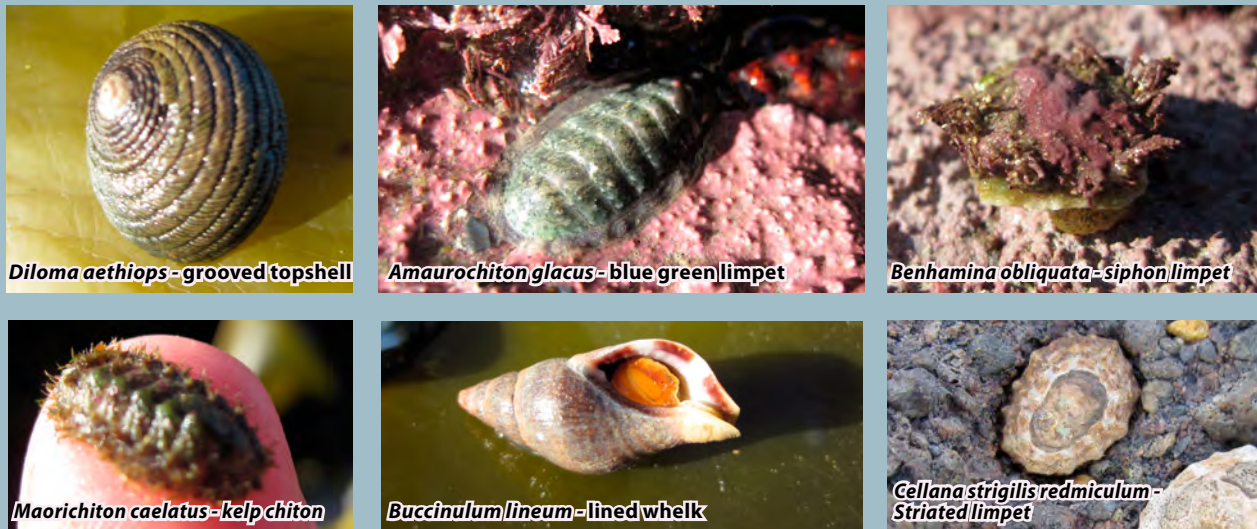 Diloma aethiops - grooved topshell
Amaurochiton glacus - blue green limpet
Benhamina obliquata - siphon limpet
Maorichiton caelatus - kelp chiton
Buccinulum lineum - lined whelk
Cellana strigilis redmiculum -
Striated limpet